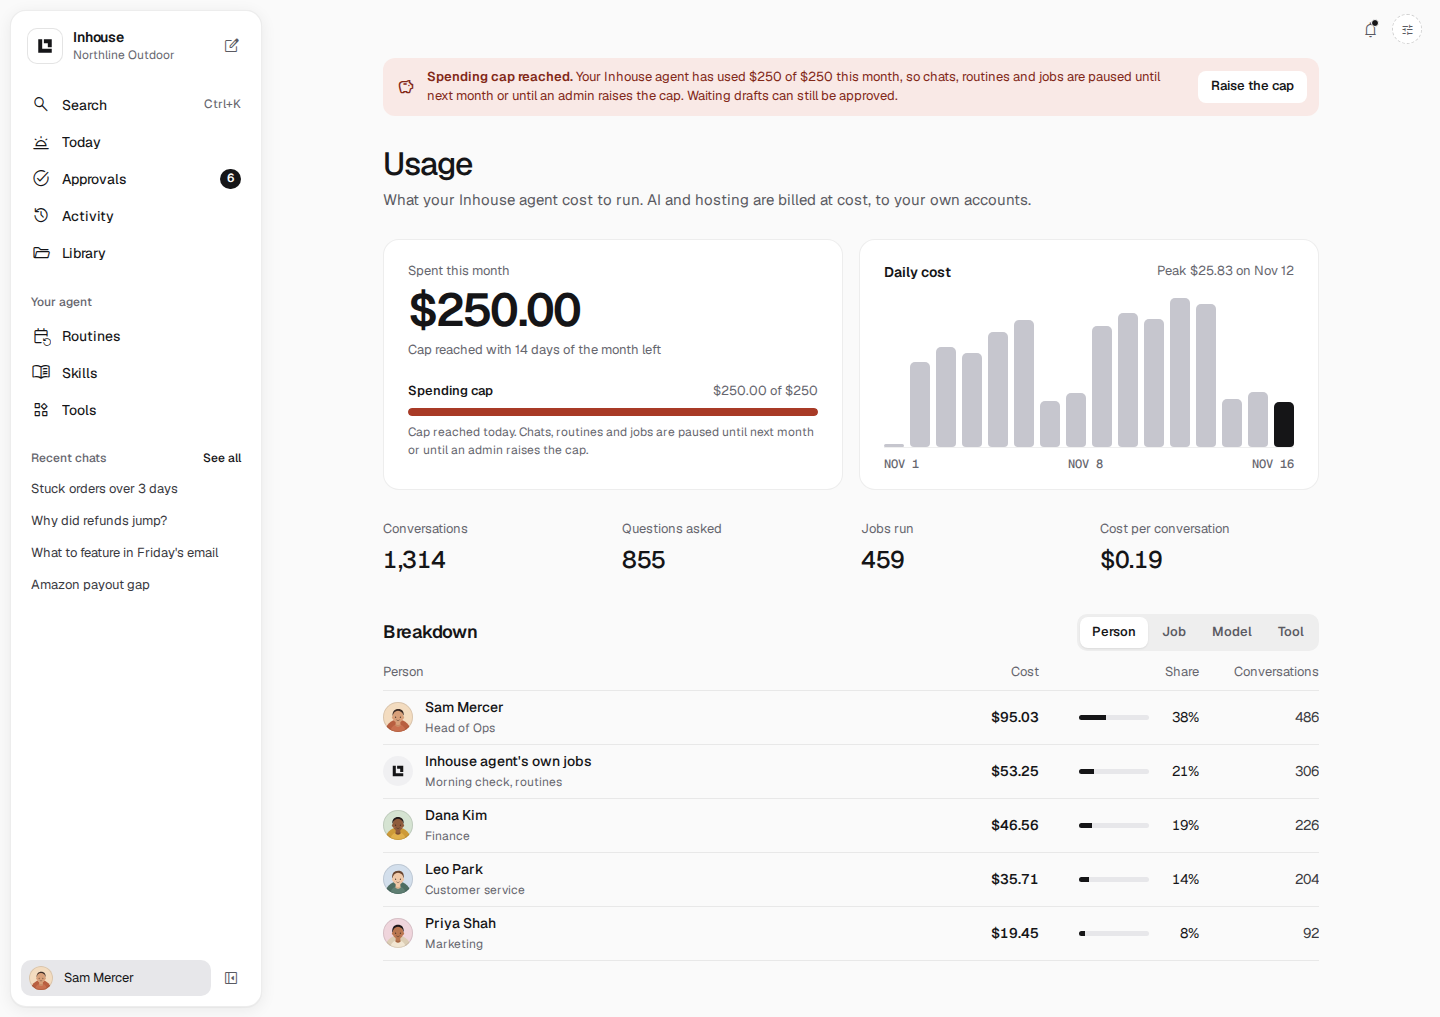 Inhouse
Northline Outdoor
Search Ctrl+K
Today
Approvals 6
Activity
Library
Your agent
Routines
Skills
Tools
Recent chats See all
Stuck orders over 3 days
Why did refunds jump?
What to feature in Friday's email
Amazon payout gap
Sam Mercer
Spending cap reached. Your Inhouse agent has used $250 of $250 this month, so chats, routines and jobs are paused until
next month or until an admin raises the cap. Waiting drafts can still be approved.
Raise the cap
Usage
What your Inhouse agent cost to run. AI and hosting are billed at cost, to your own accounts.
Spent this month
$250.00
Cap reached with 14 days of the month left
Spending cap $250.00 of $250
Cap reached today. Chats, routines and jobs are paused until next month
or until an admin raises the cap.
Daily cost Peak $25.83 on Nov 12
NOV 1 NOV 8 NOV 16
Conversations Questions asked Jobs run Cost per conversation
1,314 855 459 $0.19
Breakdown Person Job Model Tool
Person Cost Share Conversations
Sam Mercer
Head of Ops
$95.03 38% 486
Inhouse agent's own jobs
Morning check, routines
$53.25 21% 306
Dana Kim
Finance
$46.56 19% 226
Leo Park
Customer service
$35.71 14% 204
Priya Shah
Marketing
$19.45 8% 92